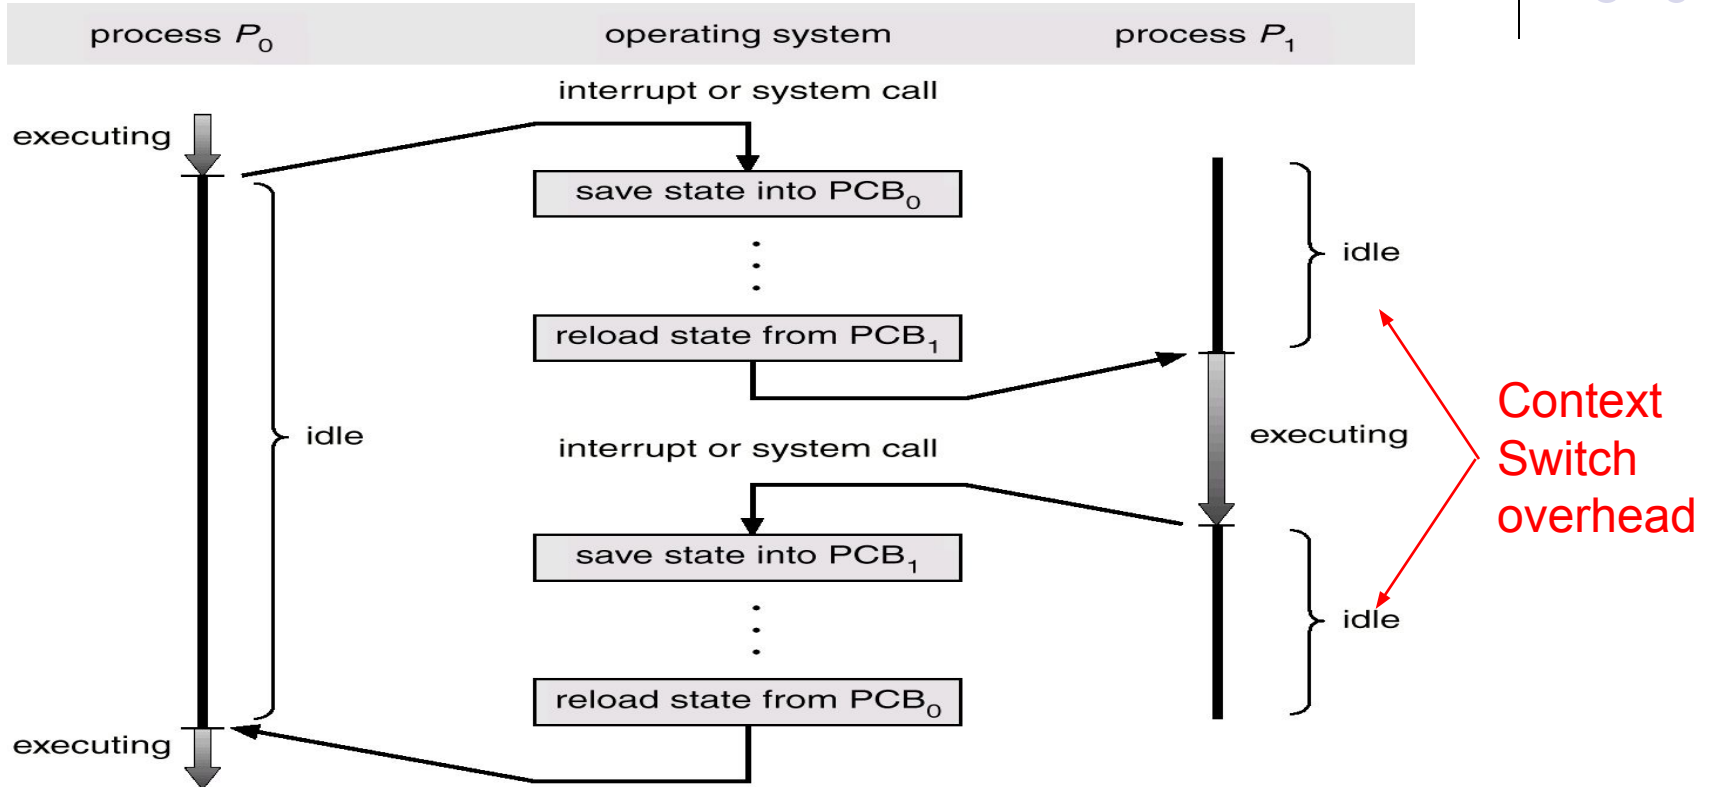 process P0
operating system
process P1
interrupt or system call
executing
save state into PCB0
idle
reload state from PCB1
Context
Switch
overhead
idle
executing
interrupt or system call
save state into PCB1
idle
reload state from PCB0
executing